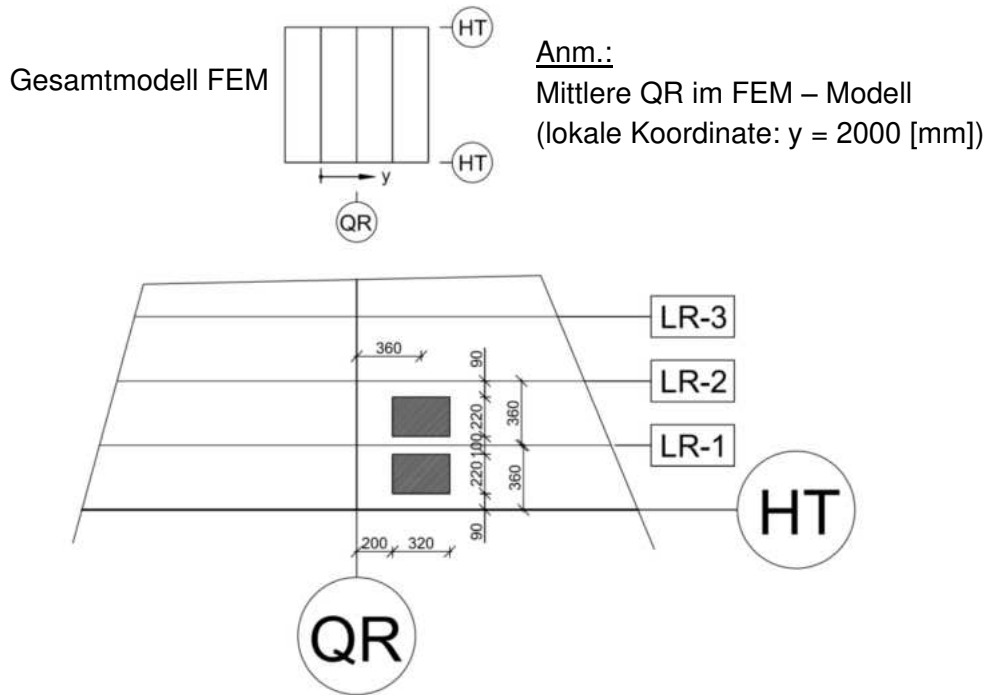 HT
Gesamtmodell FEM
Anm.:
Mittlere QR im FEM – Modell
(lokale Koordinate: y = 2000 [mm])
HT
y
QR
LR-3
360
90
LR-2
220
360
100
LR-1
220
360
HT
90
200
320
QR